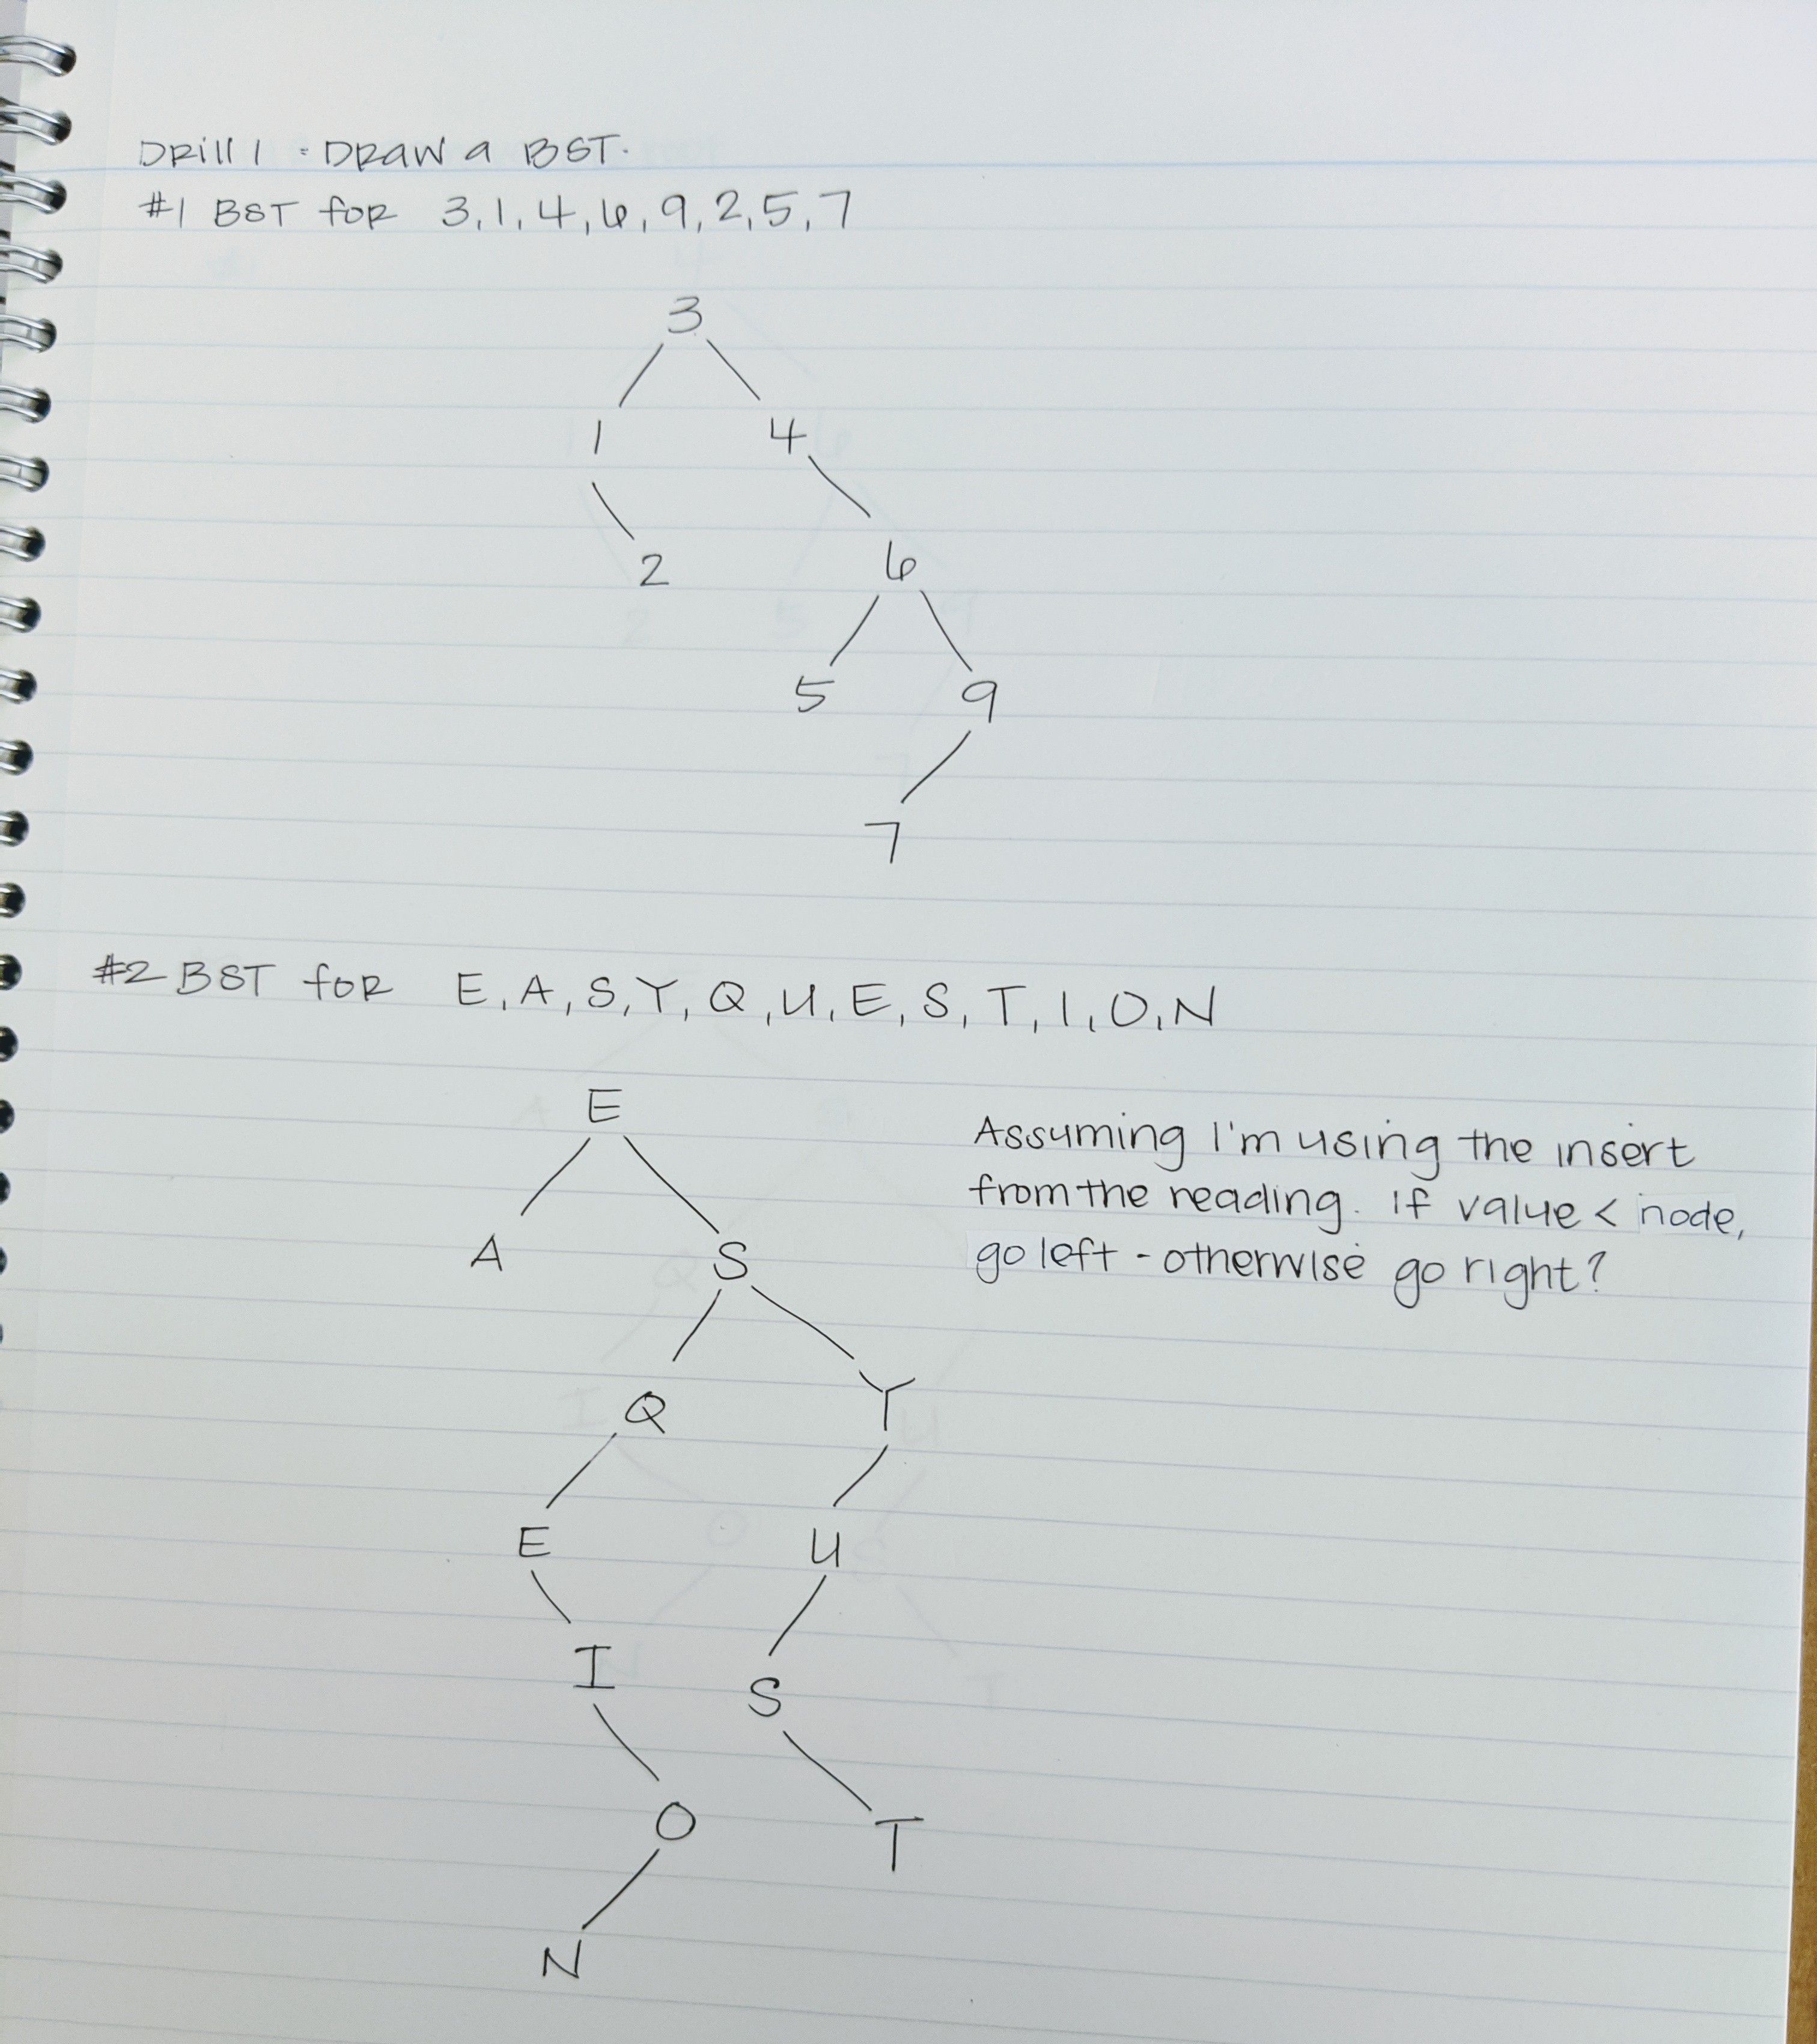 Drill 1 : Draw a BST.
#1 BST for 3, 1, 4, 6, 9, 2, 5, 7
3
1 4
2 6
5 9
7
#2 BST for E, A, S, Y, Q, U, E, S, T, I, O, N
E
Assuming I'm using the insert
from the reading. If value < node,
go left - otherwise go right?
A S
Q Y
E U
I S
O T
N